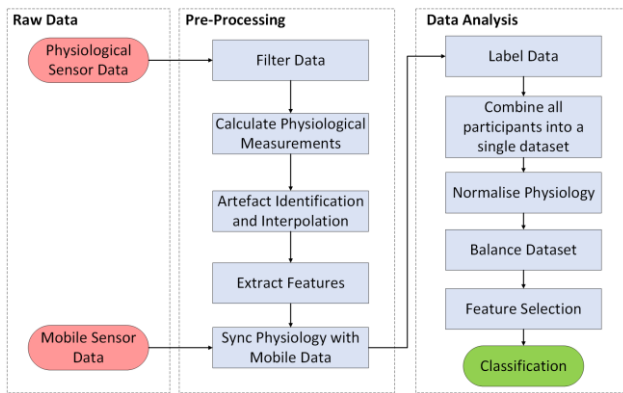 Raw Data
Physiological
Sensor Data
Mobile Sensor
Data
Pre-Processing
Filter Data
Calculate Physiological
Measurements
Artefact Identification
and Interpolation
Extract Features
Sync Physiology with
Mobile Data
Data Analysis
Label Data
Combine all
participants into a
single dataset
Normalise Physiology
Balance Dataset
Feature Selection
Classification